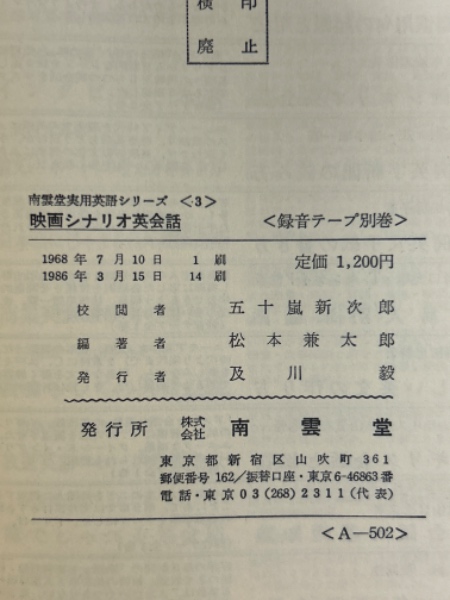 検印
廃止
南雲堂実用英語シリーズ <3>
映画シナリオ英会話 <録音テープ別巻>
1968 年 7 月 10 日 1 刷
1986 年 3 月 15 日 14 刷
定価 1,200円
校閲者 五十嵐新次郎
編著者 松本兼太郎
発行者 及川毅
発行所 株式会社 南雲堂
東京都新宿区山吹町361
郵便番号 162/振替口座・東京6-46863番
電話・東京 03(268)2311(代表)
<A—502>